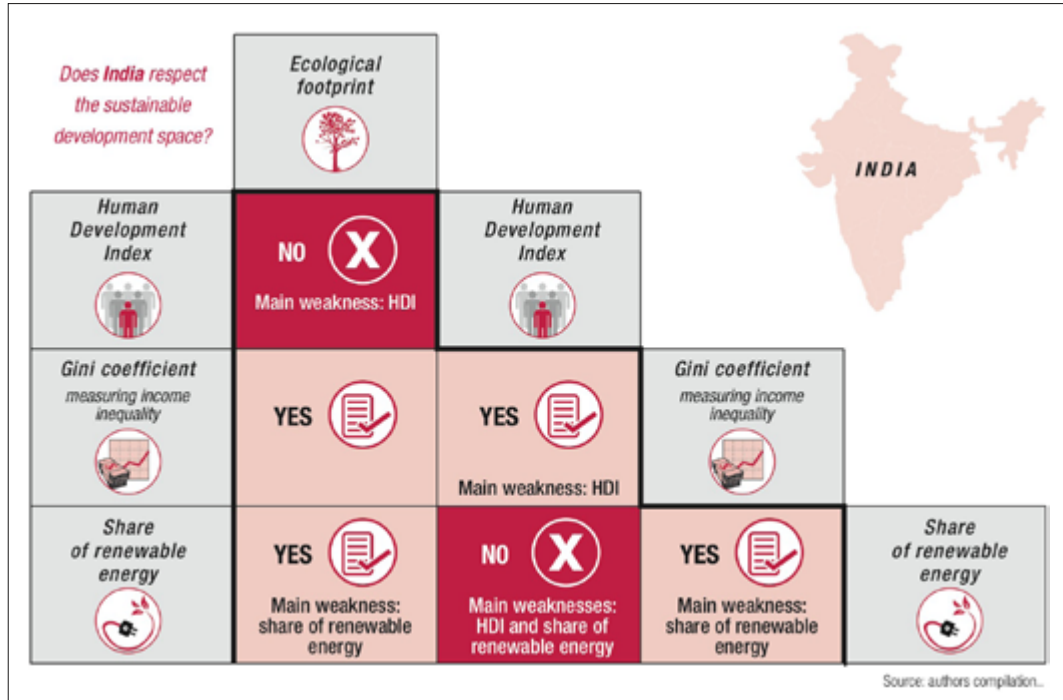 Does India respect
the sustainable
development space?
Ecological
footprint
INDIA
Human
Development
Index
NO
X
Main weakness: HDI
Human
Development
Index
Gini coefficient
measuring income
inequality
YES
YES
Main weakness: HDI
Gini coefficient
measuring income
inequality
Share
of renewable
energy
YES
Main weakness:
share of renewable
energy
NO
X
Main weaknesses:
HDI and share of
renewable energy
YES
Main weakness:
share of renewable
energy
Share
of renewable
energy
Source: authors compilation...